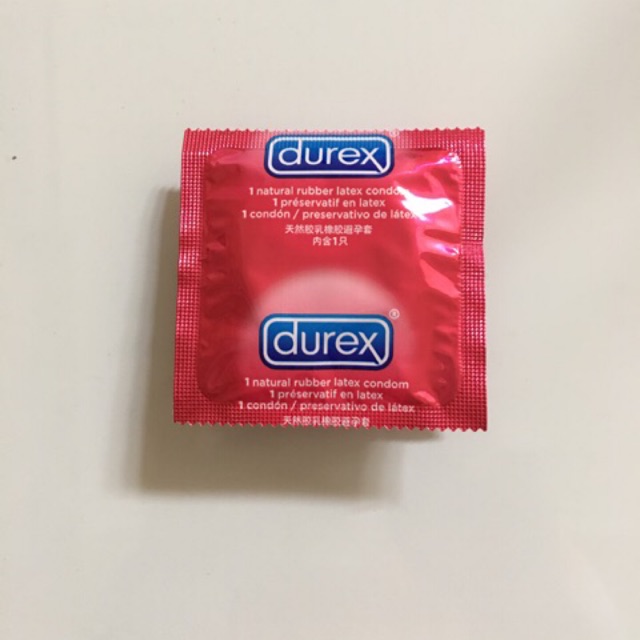 durex
1 natural rubber latex condom
1 préservatif en latex
1 condón / preservativo de látex
天然胶乳橡胶避孕套
内含1只
durex®
1 natural rubber latex condom
1 préservatif en latex
1 condón / preservativo de látex
天然胶乳橡胶避孕套